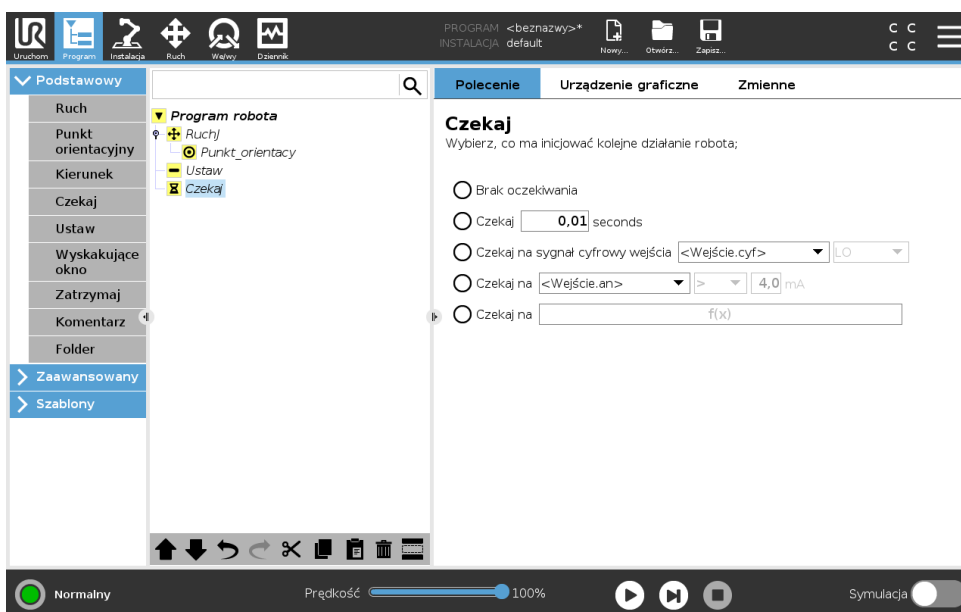 UR
Uruchom
Program
Instalacja
Ruch
We/wy
Dziennik
PROGRAM <beznazwy>*
INSTALACJA default
Nowy...
Otwórz...
Zapisz...
C C
C C
Podstawowy
Ruch
Punkt
orientacyjny
Kierunek
Czekaj
Ustaw
Wyskakujące
okno
Zatrzymaj
Komentarz
Folder
Zaawansowany
Szablony
Program robota
RuchJ
Punkt_orientacy
Ustaw
Czekaj
Polecenie Urządzenie graficzne Zmienne
Czekaj
Wybierz, co ma inicjować kolejne działanie robota;
Brak oczekiwania
Czekaj 0,01 seconds
Czekaj na sygnał cyfrowy wejścia <Wejście.cyf> LO
Czekaj na <Wejście.an> > 4,0 mA
Czekaj na f(x)
Normalny
Prędkość 100%
Symulacja